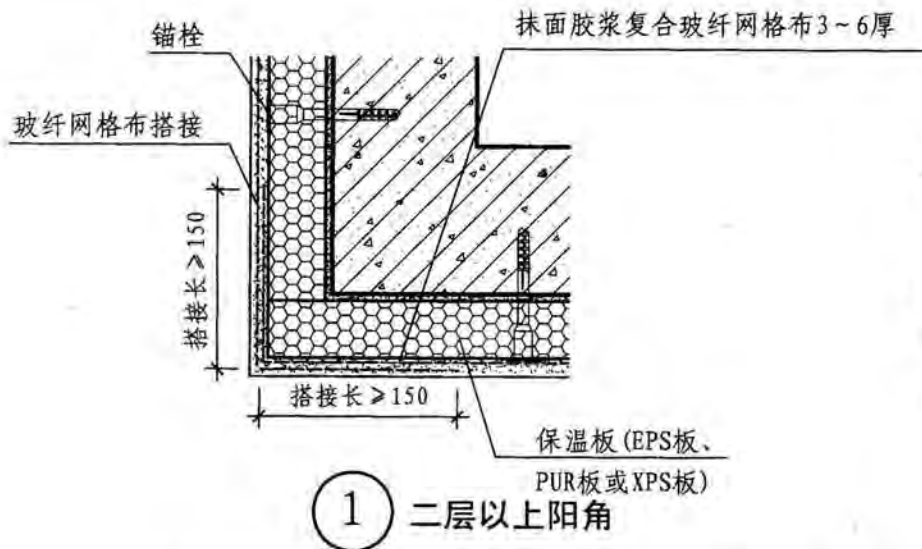 锚栓
抹面胶浆复合玻纤网格布3~6厚
玻纤网格布搭接
搭接长≥150
搭接长≥150
保温板(EPS板、
PUR板或XPS板)
1 二层以上阳角